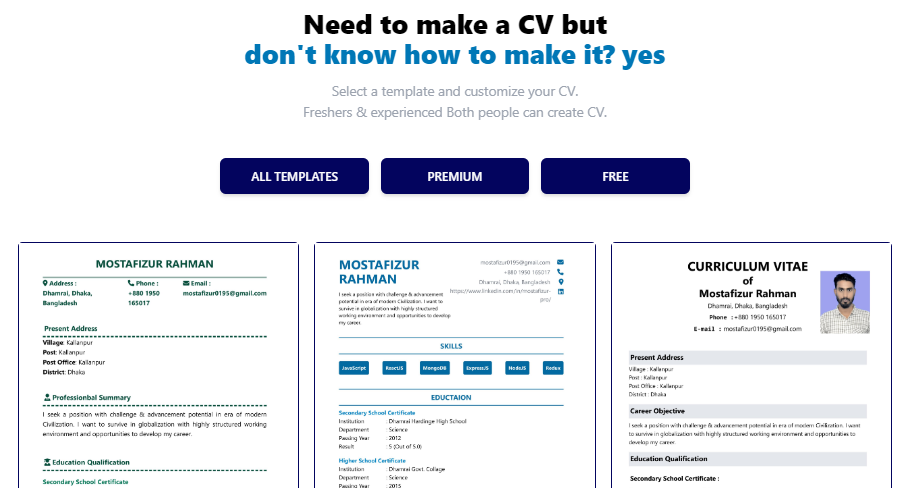 Need to make a CV but
don't know how to make it? yes
Select a template and customize your CV.
Freshers & experienced Both people can create CV.
ALL TEMPLATES
PREMIUM
FREE
MOSTAFIZUR RAHMAN
Address :
Dhamrai, Dhaka,
Bangladesh
Phone :
+880 1950
165017
Email :
mostafizur0195@gmail.com
Present Address
Village: Kallanpur
Post: Kallanpur
Post Office: Kallanpur
District: Dhaka
Professionbal Summary
I seek a position with challenge & advancement potential in era of modern
Civilization. I want to survive in globalization with highly structured working
environment and opportunities to develop my career.
Education Qualification
Secondary School Certificate
MOSTAFIZUR
RAHMAN
I seek a position with challenge & advancement
potential in era of modern Civilization. I want to
survive in globalization with highly structured
working environment and opportunities to develop
my career.
mostafizur0195@gmail.com
+880 1950 165017
Dhamrai, Dhaka, Bangladesh
https://www.linkedin.com/in/mostafizur-
pro/
SKILLS
JavaScript
ReactJS
MongoDB
ExpressJS
NodeJS
Redux
EDUCTAION
Secondary School Certificate
Institution : Dhamrai Hardinge High School
Department : Science
Passing Year : 2012
Result : 5 (Out of 5.0)
Higher School Certificate
Institution : Dhamrai Govt. Collage
Department : Science
Passing Year : 2015
CURRICULUM VITAE
of
Mostafizur Rahman
Dhamrai, Dhaka, Bangladesh
Phone : +880 1950 165017
E-mail : mostafizur0195@gmail.com
Present Address
Village : Kallanpur
Post : Kallanpur
Post Office : Kallanpur
District : Dhaka
Career Objective
I seek a position with challenge & advancement potential in era of modern Civilization. I want
to survive in globalization with highly structured working environment and opportunities to
develop my career.
Education Qualification
Secondary School Certificate :